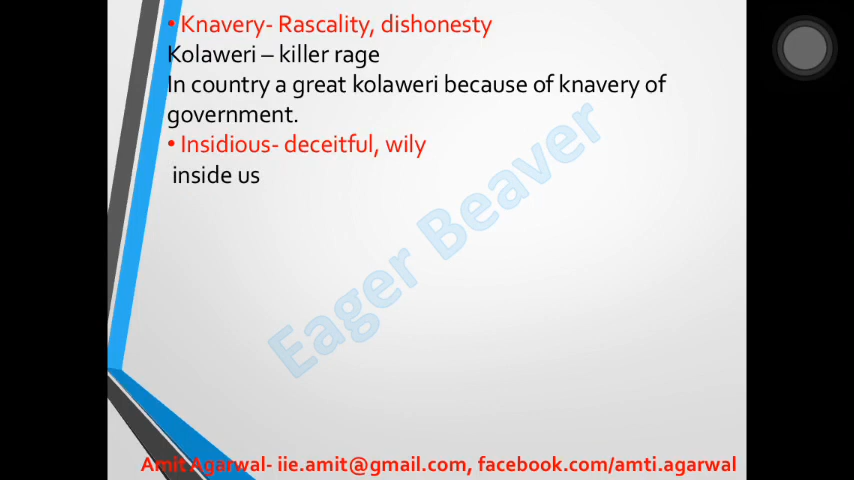 • Knavery- Rascality, dishonesty
Kolaweri – killer rage
In country a great kolaweri because of knavery of
government.
• Insidious- deceitful, wily
inside us
Eager Beaver
Amit Agarwal- iie.amit@gmail.com, facebook.com/amti.agarwal